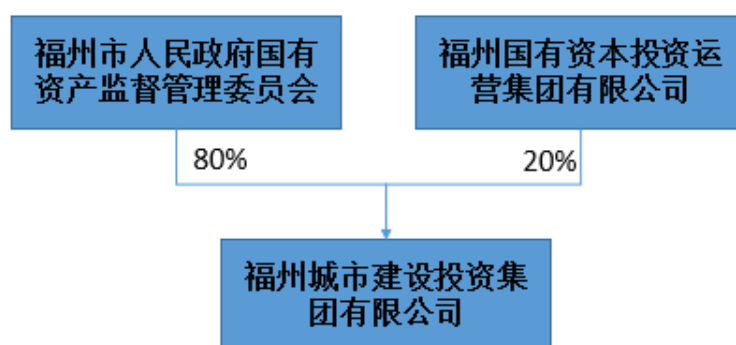 福州市人民政府国有
资产监督管理委员会
福州国有资本投资运
营集团有限公司
80%
20%
福州城市建设投资集
团有限公司